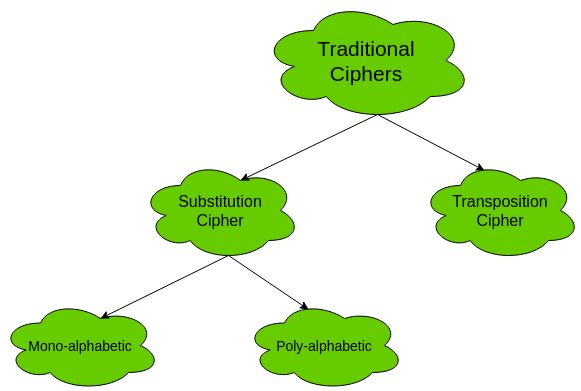 Traditional
Ciphers
Substitution
Cipher
Transposition
Cipher
Mono-alphabetic
Poly-alphabetic